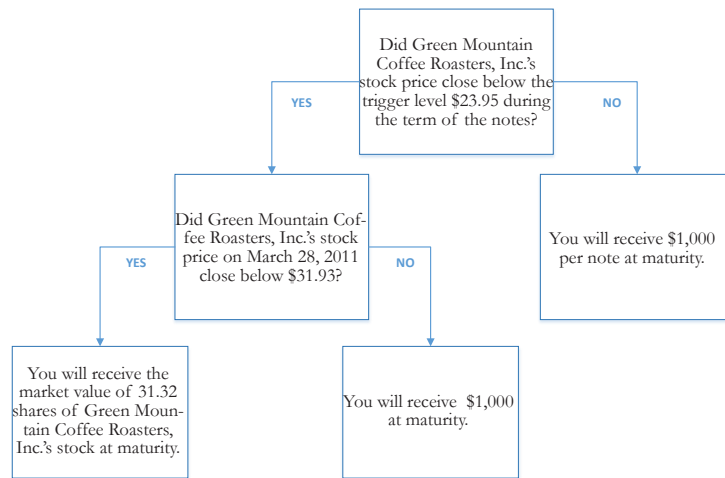 Did Green Mountain
Coffee Roasters, Inc.'s
stock price close below the
trigger level $23.95 during
the term of the notes?
YES
NO
Did Green Mountain Cof-
fee Roasters, Inc.'s stock
price on March 28, 2011
close below $31.93?
You will receive $1,000
per note at maturity.
YES
NO
You will receive the
market value of 31.32
shares of Green Moun-
tain Coffee Roasters,
Inc.'s stock at maturity.
You will receive $1,000
at maturity.